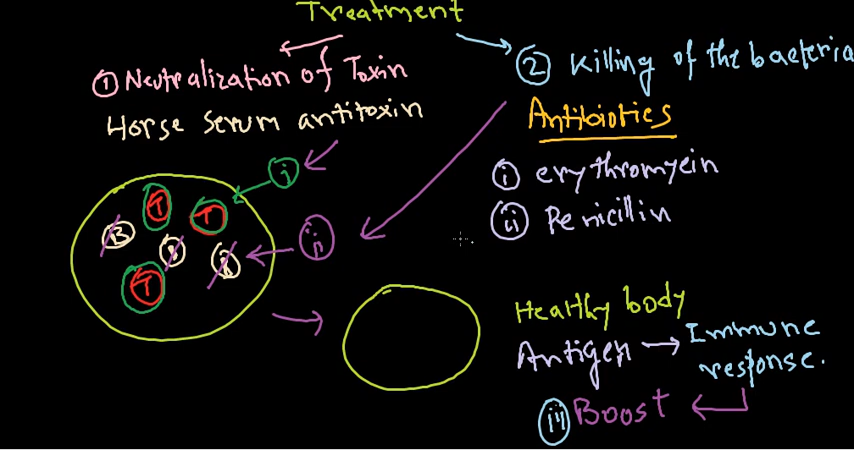 Treatment
① Neutralization of Toxin
Horse serum antitoxin
② Killing of the bacteria
Antibiotics
ⓘ erythromycin
ⓘⓘ Penicillin
i
T
T
B
B
B
T
ii
Healthy body
Antigen → Immune
response.
iii Boost